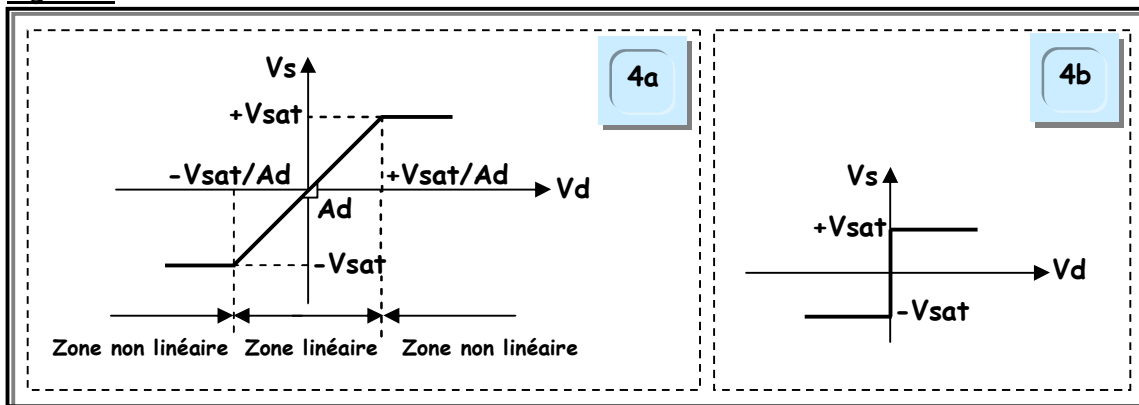 4a
Vs
+Vsat
-Vsat/Ad
+Vsat/Ad
Vd
Ad
-Vsat
Zone non linéaire
Zone linéaire
Zone non linéaire
4b
Vs
+Vsat
Vd
-Vsat